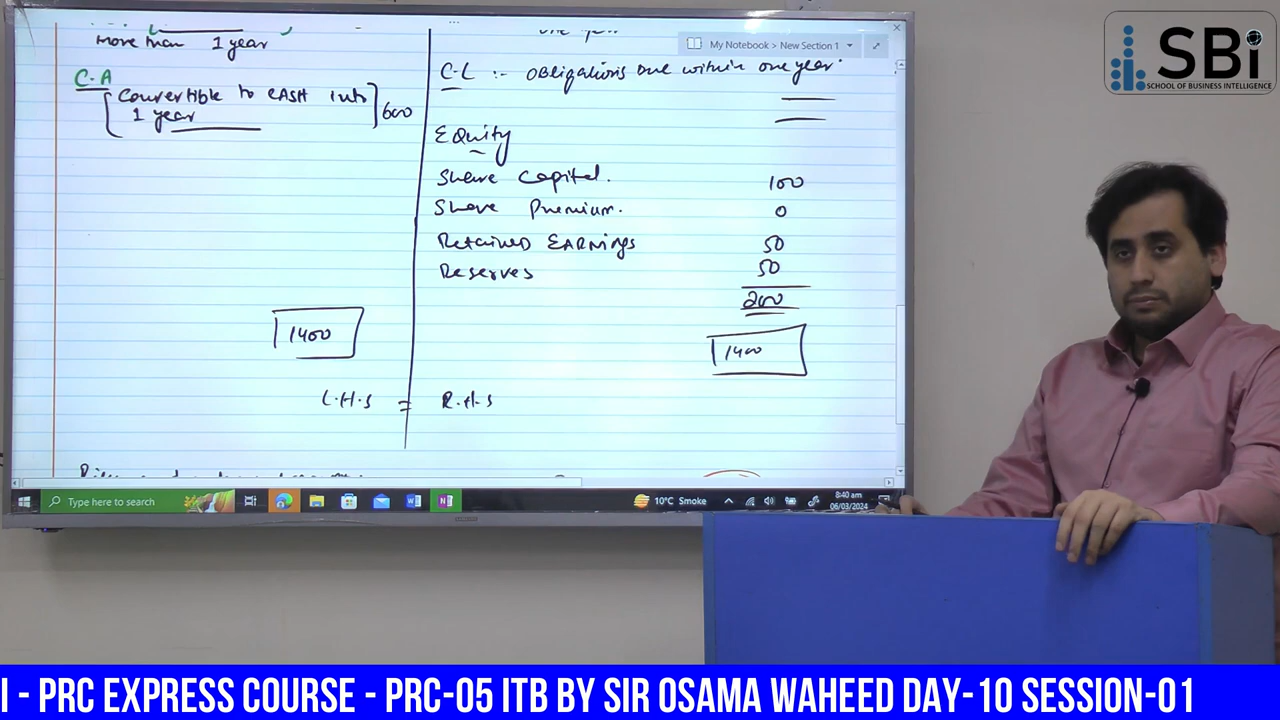 More than 1 year
C.A
Convertible to CASH into
1 year
600
1400
L.H.S = R.H.S
My Notebook > New Section 1
C.L :- Obligations due within one year.
Equity
Share Capital. 100
Share Premium. 0
Retained EARNings 50
Reserves 50
200
1400
Type here to search
10°C Smoke
8:40 am
06/03/2024
SBi
SCHOOL OF BUSINESS INTELLIGENCE
I - PRC EXPRESS COURSE - PRC-05 ITB BY SIR OSAMA WAHEED DAY-10 SESSION-01